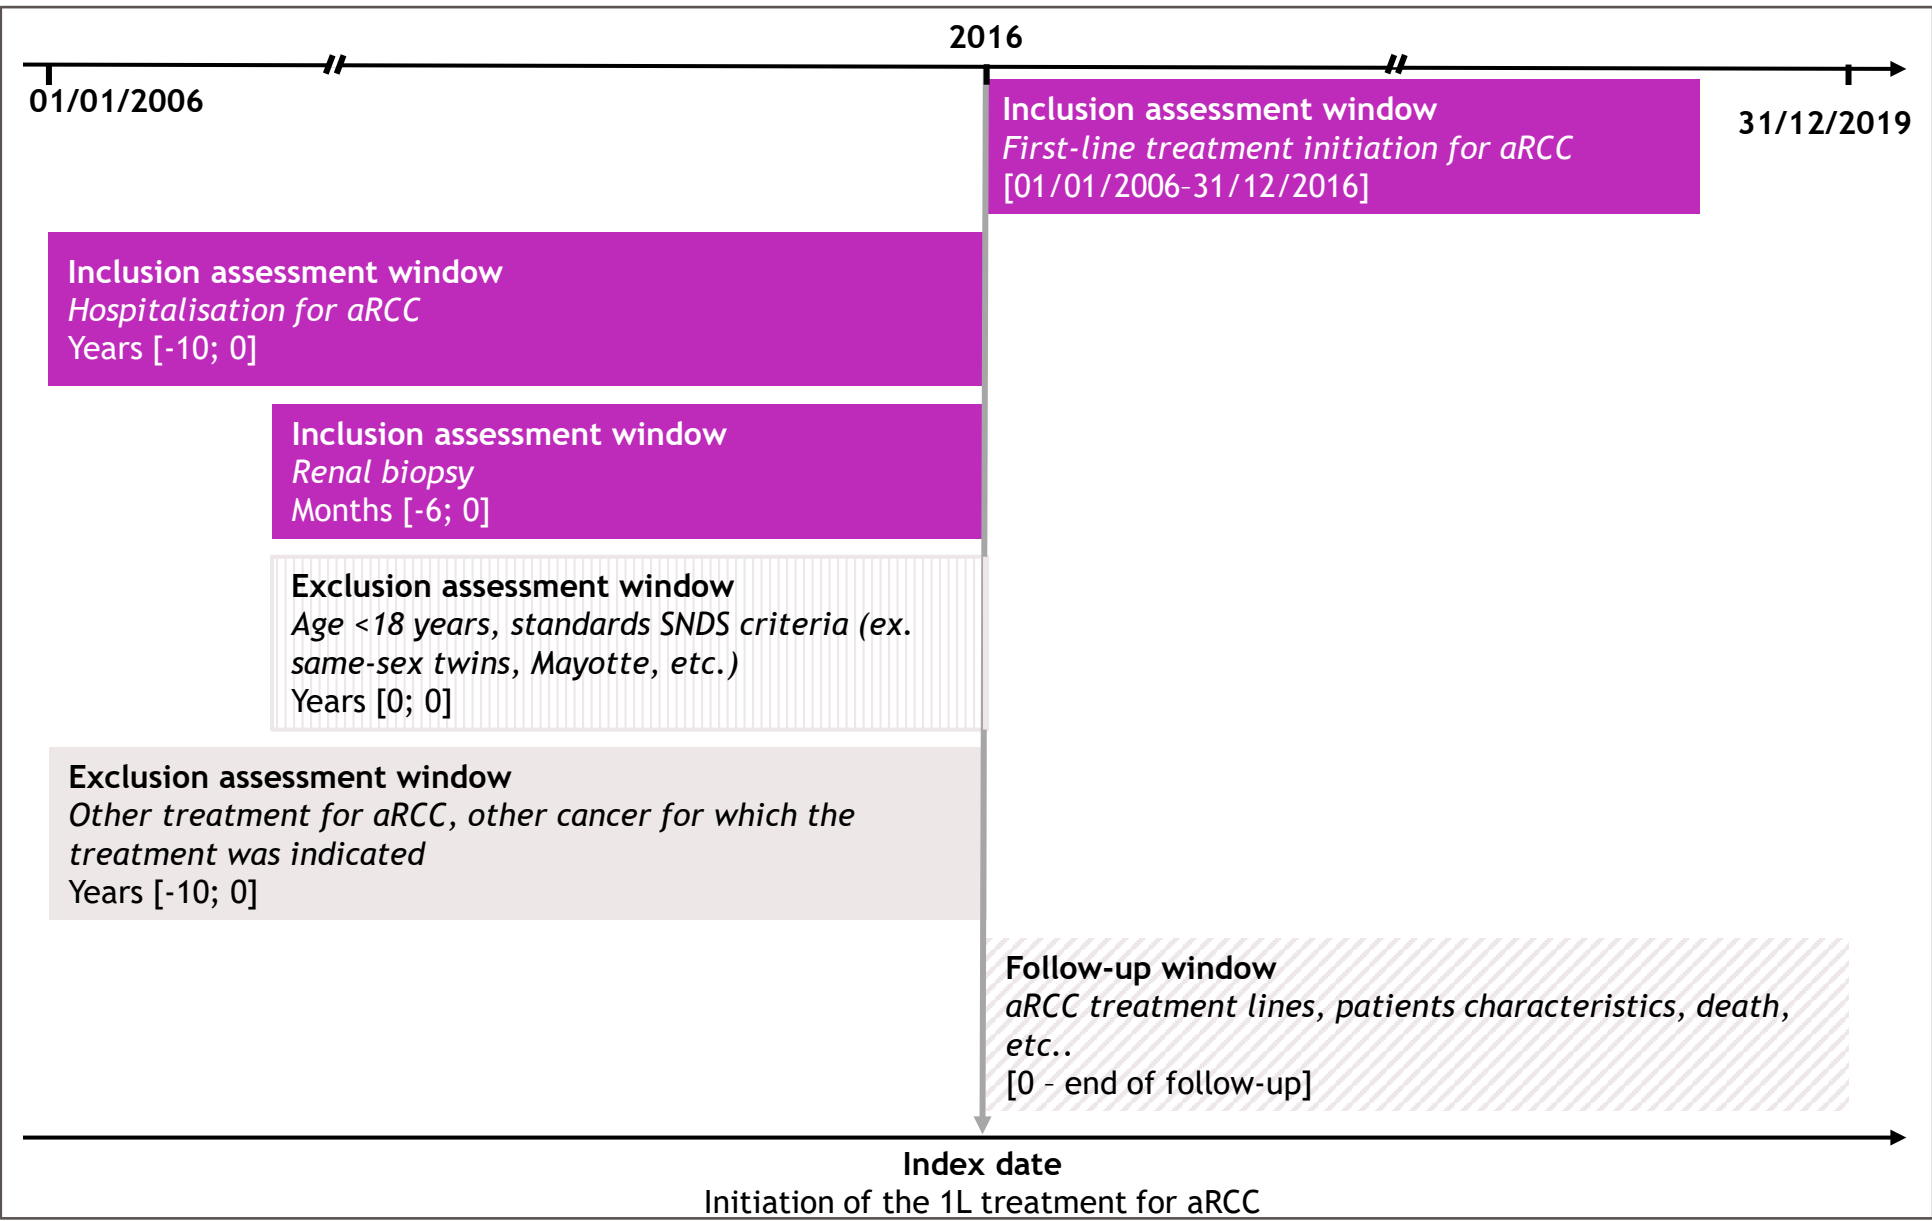 2016
01/01/2006
31/12/2019
Inclusion assessment window
First-line treatment initiation for aRCC
[01/01/2006–31/12/2016]
Inclusion assessment window
Hospitalisation for aRCC
Years [-10; 0]
Inclusion assessment window
Renal biopsy
Months [-6; 0]
Exclusion assessment window
Age <18 years, standards SNDS criteria (ex.
same-sex twins, Mayotte, etc.)
Years [0; 0]
Exclusion assessment window
Other treatment for aRCC, other cancer for which the
treatment was indicated
Years [-10; 0]
Follow-up window
aRCC treatment lines, patients characteristics, death,
etc..
[0 – end of follow-up]
Index date
Initiation of the 1L treatment for aRCC